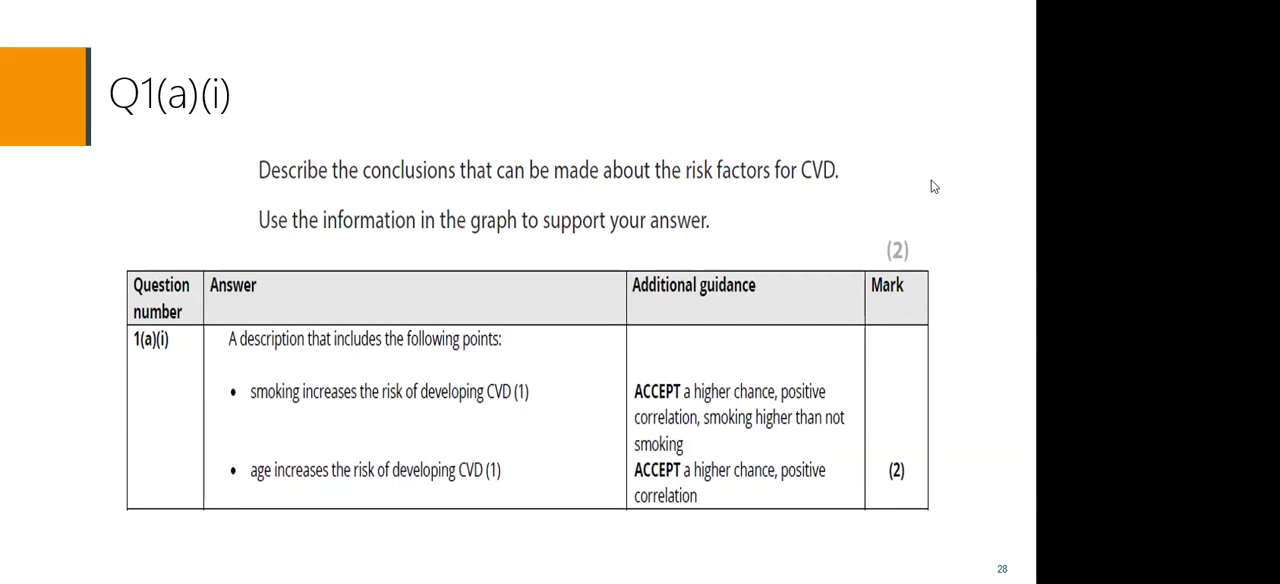 Q1(a)(i)
Describe the conclusions that can be made about the risk factors for CVD.
Use the information in the graph to support your answer.
(2)
Question number | Answer | Additional guidance | Mark
1(a)(i) | A description that includes the following points:
• smoking increases the risk of developing CVD (1)
ACCEPT a higher chance, positive
correlation, smoking higher than not
smoking
• age increases the risk of developing CVD (1)
ACCEPT a higher chance, positive
correlation
(2)
28